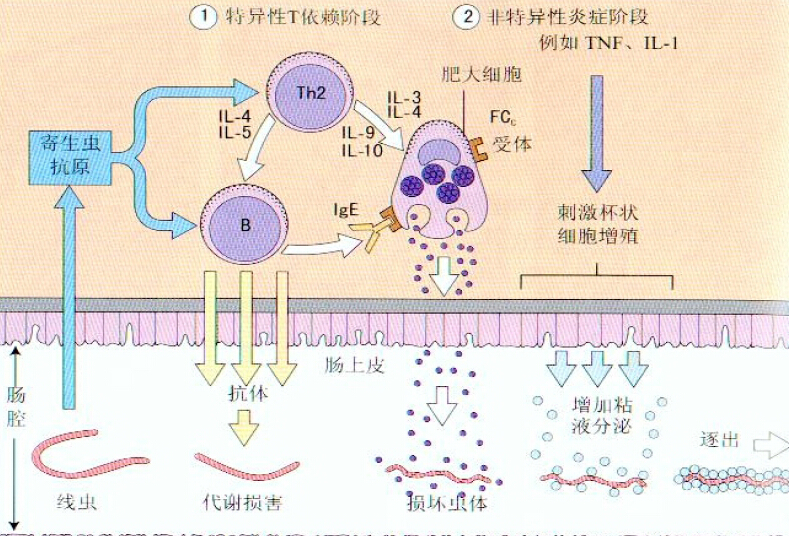 ① 特异性T依赖阶段
② 非特异性炎症阶段
例如 TNF、IL-1
肥大细胞
Th2
IL-3
IL-4
IL-4
IL-5
FCε
受体
IL-9
IL-10
寄生虫
抗原
IgE
B
刺激杯状
细胞增殖
肠上皮
肠腔
抗体
增加粘
液分泌
逐出
线虫
代谢损害
损坏虫体